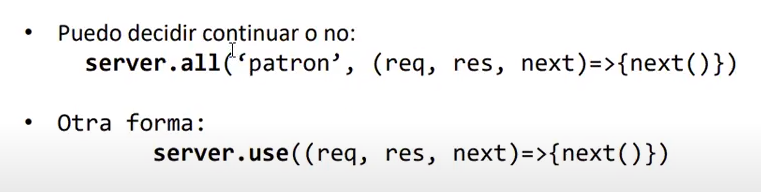 • Puedo decidir continuar o no:
server.all(‘patron’, (req, res, next)=>{next()})
• Otra forma:
server.use((req, res, next)=>{next()})